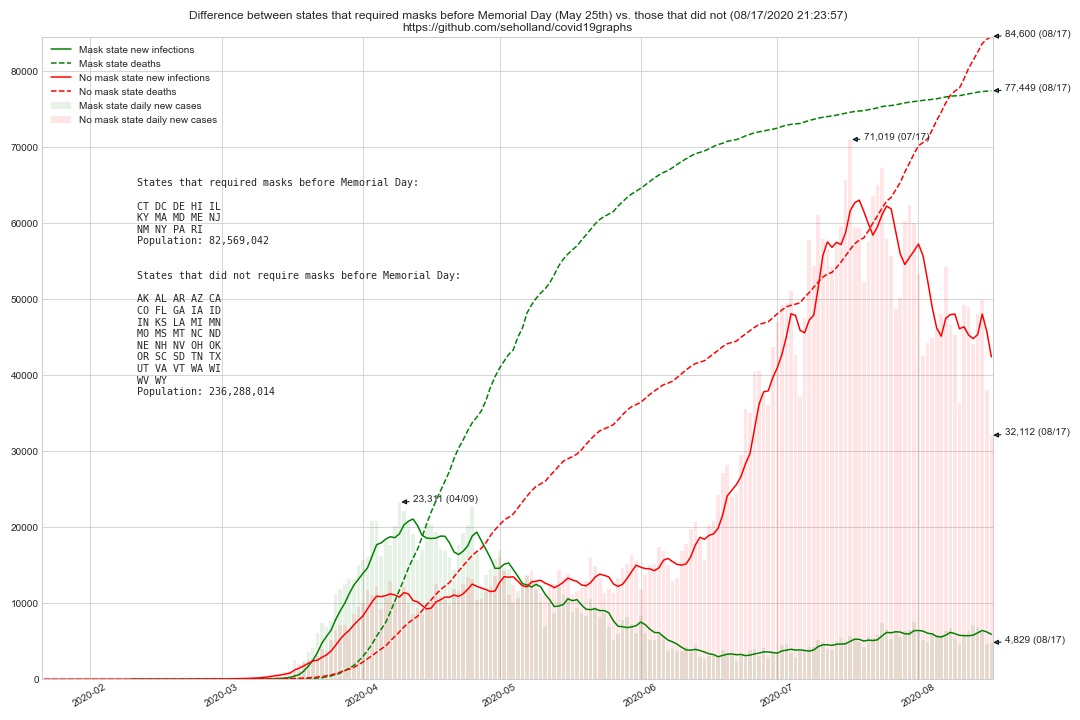 Difference between states that required masks before Memorial Day (May 25th) vs. those that did not (08/17/2020 21:23:57)
https://github.com/seholland/covid19graphs
Mask state new infections
Mask state deaths
No mask state new infections
No mask state deaths
Mask state daily new cases
No mask state daily new cases
States that required masks before Memorial Day:
CT DC DE HI IL
KY MA MD ME NJ
NM NY PA RI
Population: 82,569,042
States that did not require masks before Memorial Day:
AK AL AR AZ CA
CO FL GA IA ID
IN KS LA MI MN
MO MS MT NC ND
NE NH NV OH OK
OR SC SD TN TX
UT VA VT WA WI
WV WY
Population: 236,288,014
84,600 (08/17)
77,449 (08/17)
71,019 (07/17)
32,112 (08/17)
23,311 (04/09)
4,829 (08/17)
80000
70000
60000
50000
40000
30000
20000
10000
0
2020-02
2020-03
2020-04
2020-05
2020-06
2020-07
2020-08